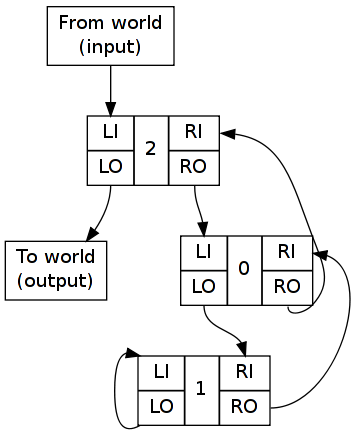 From world
(input)
LI 2 RI
LO RO
To world
(output)
LI 0 RI
LO RO
LI 1 RI
LO RO